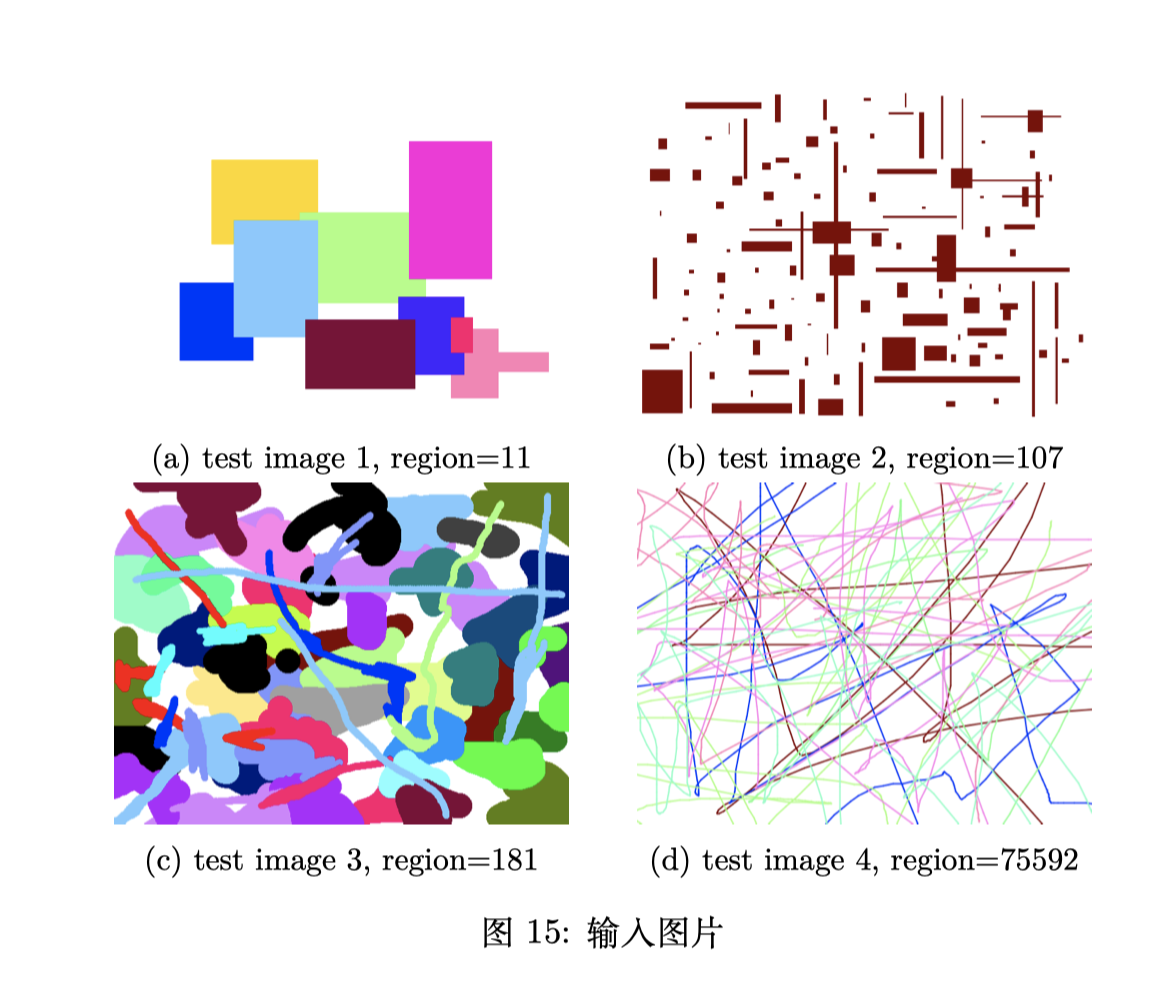 (a) test image 1, region=11
(b) test image 2, region=107
(c) test image 3, region=181
(d) test image 4, region=75592
图 15: 输入图片